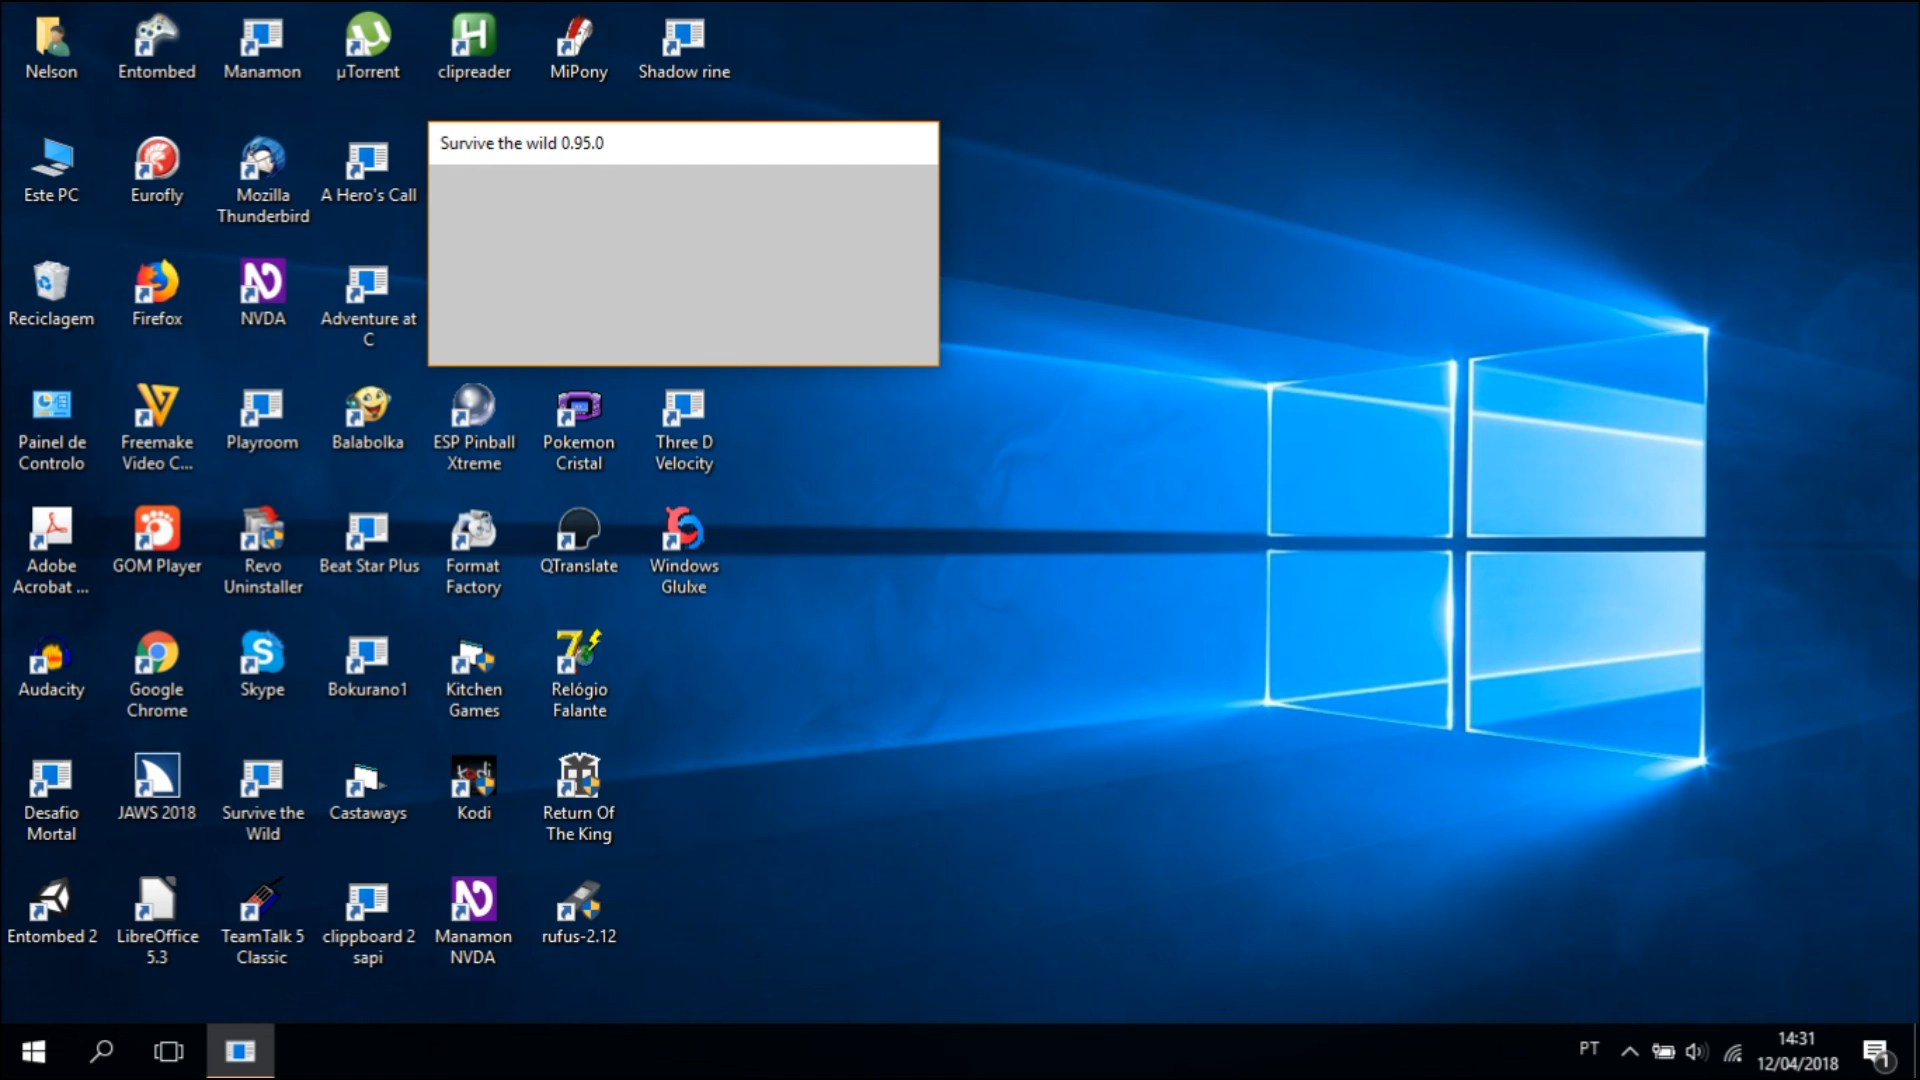 Nelson
Entombed
Manamon
µTorrent
clipreader
MiPony
Shadow rine
Survive the wild 0.95.0
Este PC
Eurofly
Mozilla
Thunderbird
A Hero's Call
Reciclagem
Firefox
NVDA
Adventure at
C
Painel de
Controlo
Freemake
Video C...
Playroom
Balabolka
ESP Pinball
Xtreme
Pokemon
Cristal
Three D
Velocity
Adobe
Acrobat ...
GOM Player
Revo
Uninstaller
Beat Star Plus
Format
Factory
QTranslate
Windows
Glulxe
Audacity
Google
Chrome
Skype
Bokurano1
Kitchen
Games
Relógio
Falante
Desafio
Mortal
JAWS 2018
Survive the
Wild
Castaways
Kodi
Return Of
The King
Entombed 2
LibreOffice
5.3
TeamTalk 5
Classic
clippboard 2
sapi
Manamon
NVDA
rufus-2.12
PT
14:31
12/04/2018
1